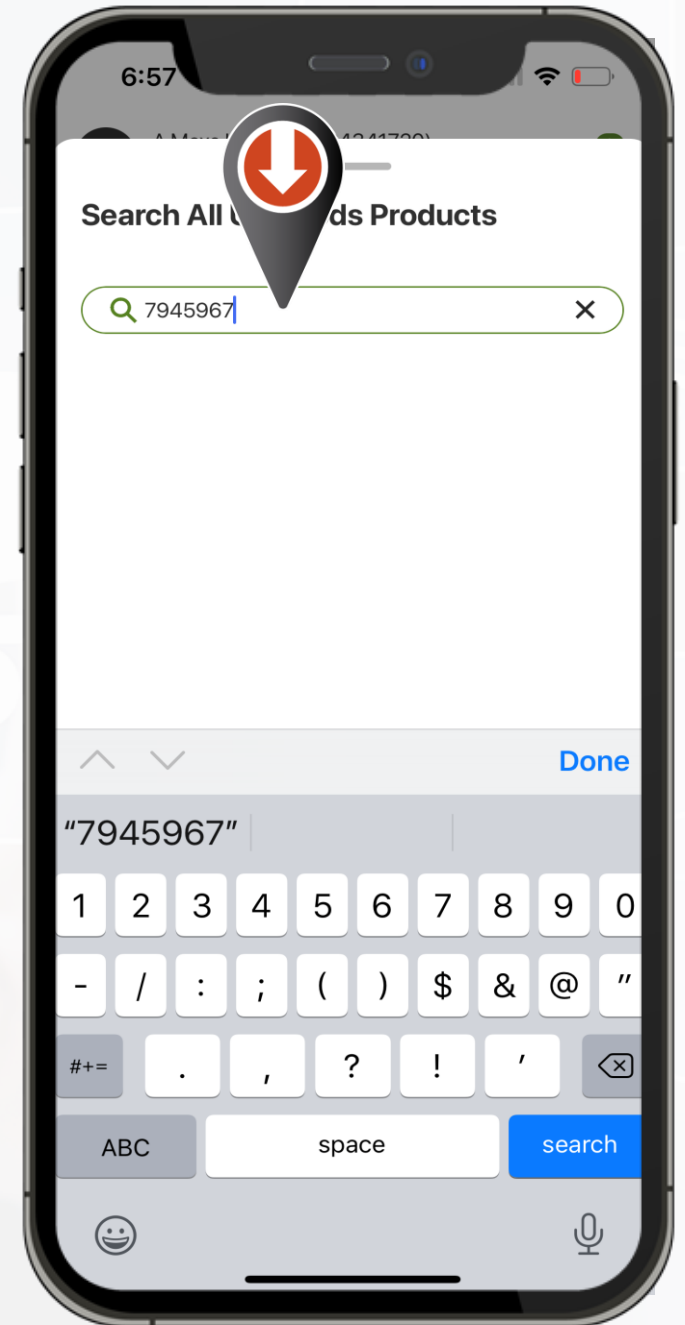 6:57
Search All U ds Products
7945967
Done
“7945967”
1 2 3 4 5 6 7 8 9 0
- / : ; ( ) $ & @ "
#+= . , ? ! ’
ABC space search